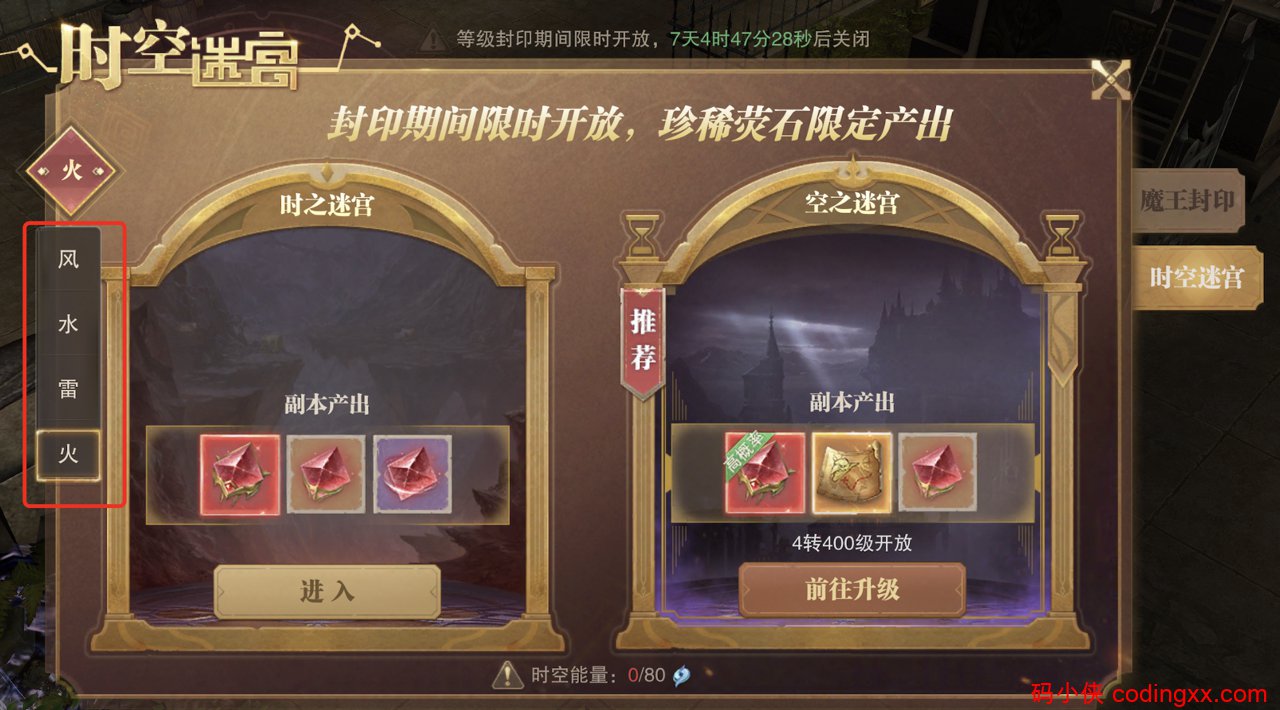 时空迷宫
等级封印期间限时开放，7天4时47分28秒后关闭
封印期间限时开放，珍稀荧石限定产出
火
风
水
雷
火
时之迷宫
副本产出
进入
空之迷宫
推荐
副本产出
高概率
4转400级开放
前往升级
魔王封印
时空迷宫
时空能量：0/80
码小侠 codingxx.com